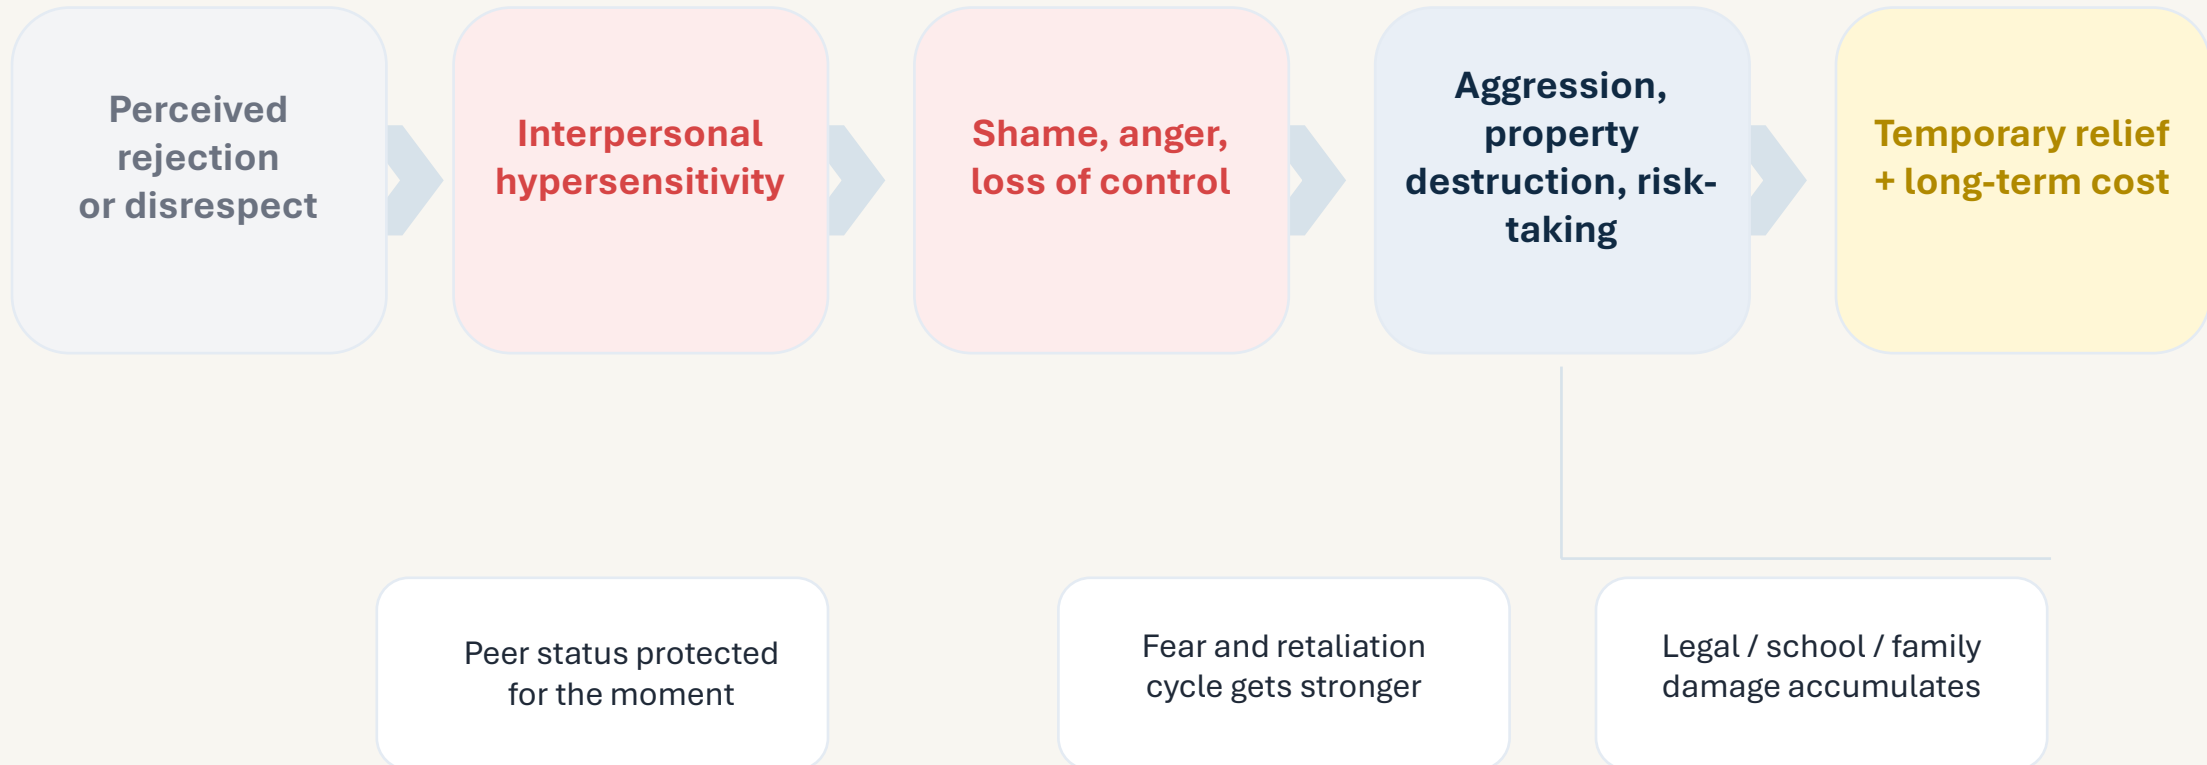 Perceived
rejection
or disrespect
Interpersonal
hypersensitivity
Shame, anger,
loss of control
Aggression,
property
destruction, risk-
taking
Temporary relief
+ long-term cost
Peer status protected
for the moment
Fear and retaliation
cycle gets stronger
Legal / school / family
damage accumulates